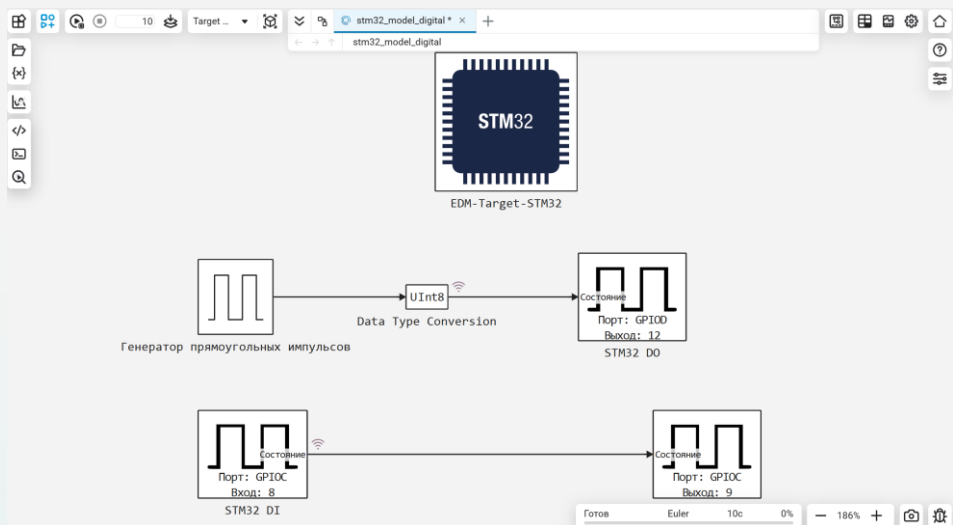 10
Target ...
stm32_model_digital *
stm32_model_digital
STM32
EDM-Target-STM32
UInt8
Состояние
Data Type Conversion
Порт: GPIOD
Выход: 12
Генератор прямоугольных импульсов
STM32 DO
Состояние
Состояние
Порт: GPIOC
Порт: GPIOC
Вход: 8
Выход: 9
STM32 DI
Готов
Euler
10с
0%
186%